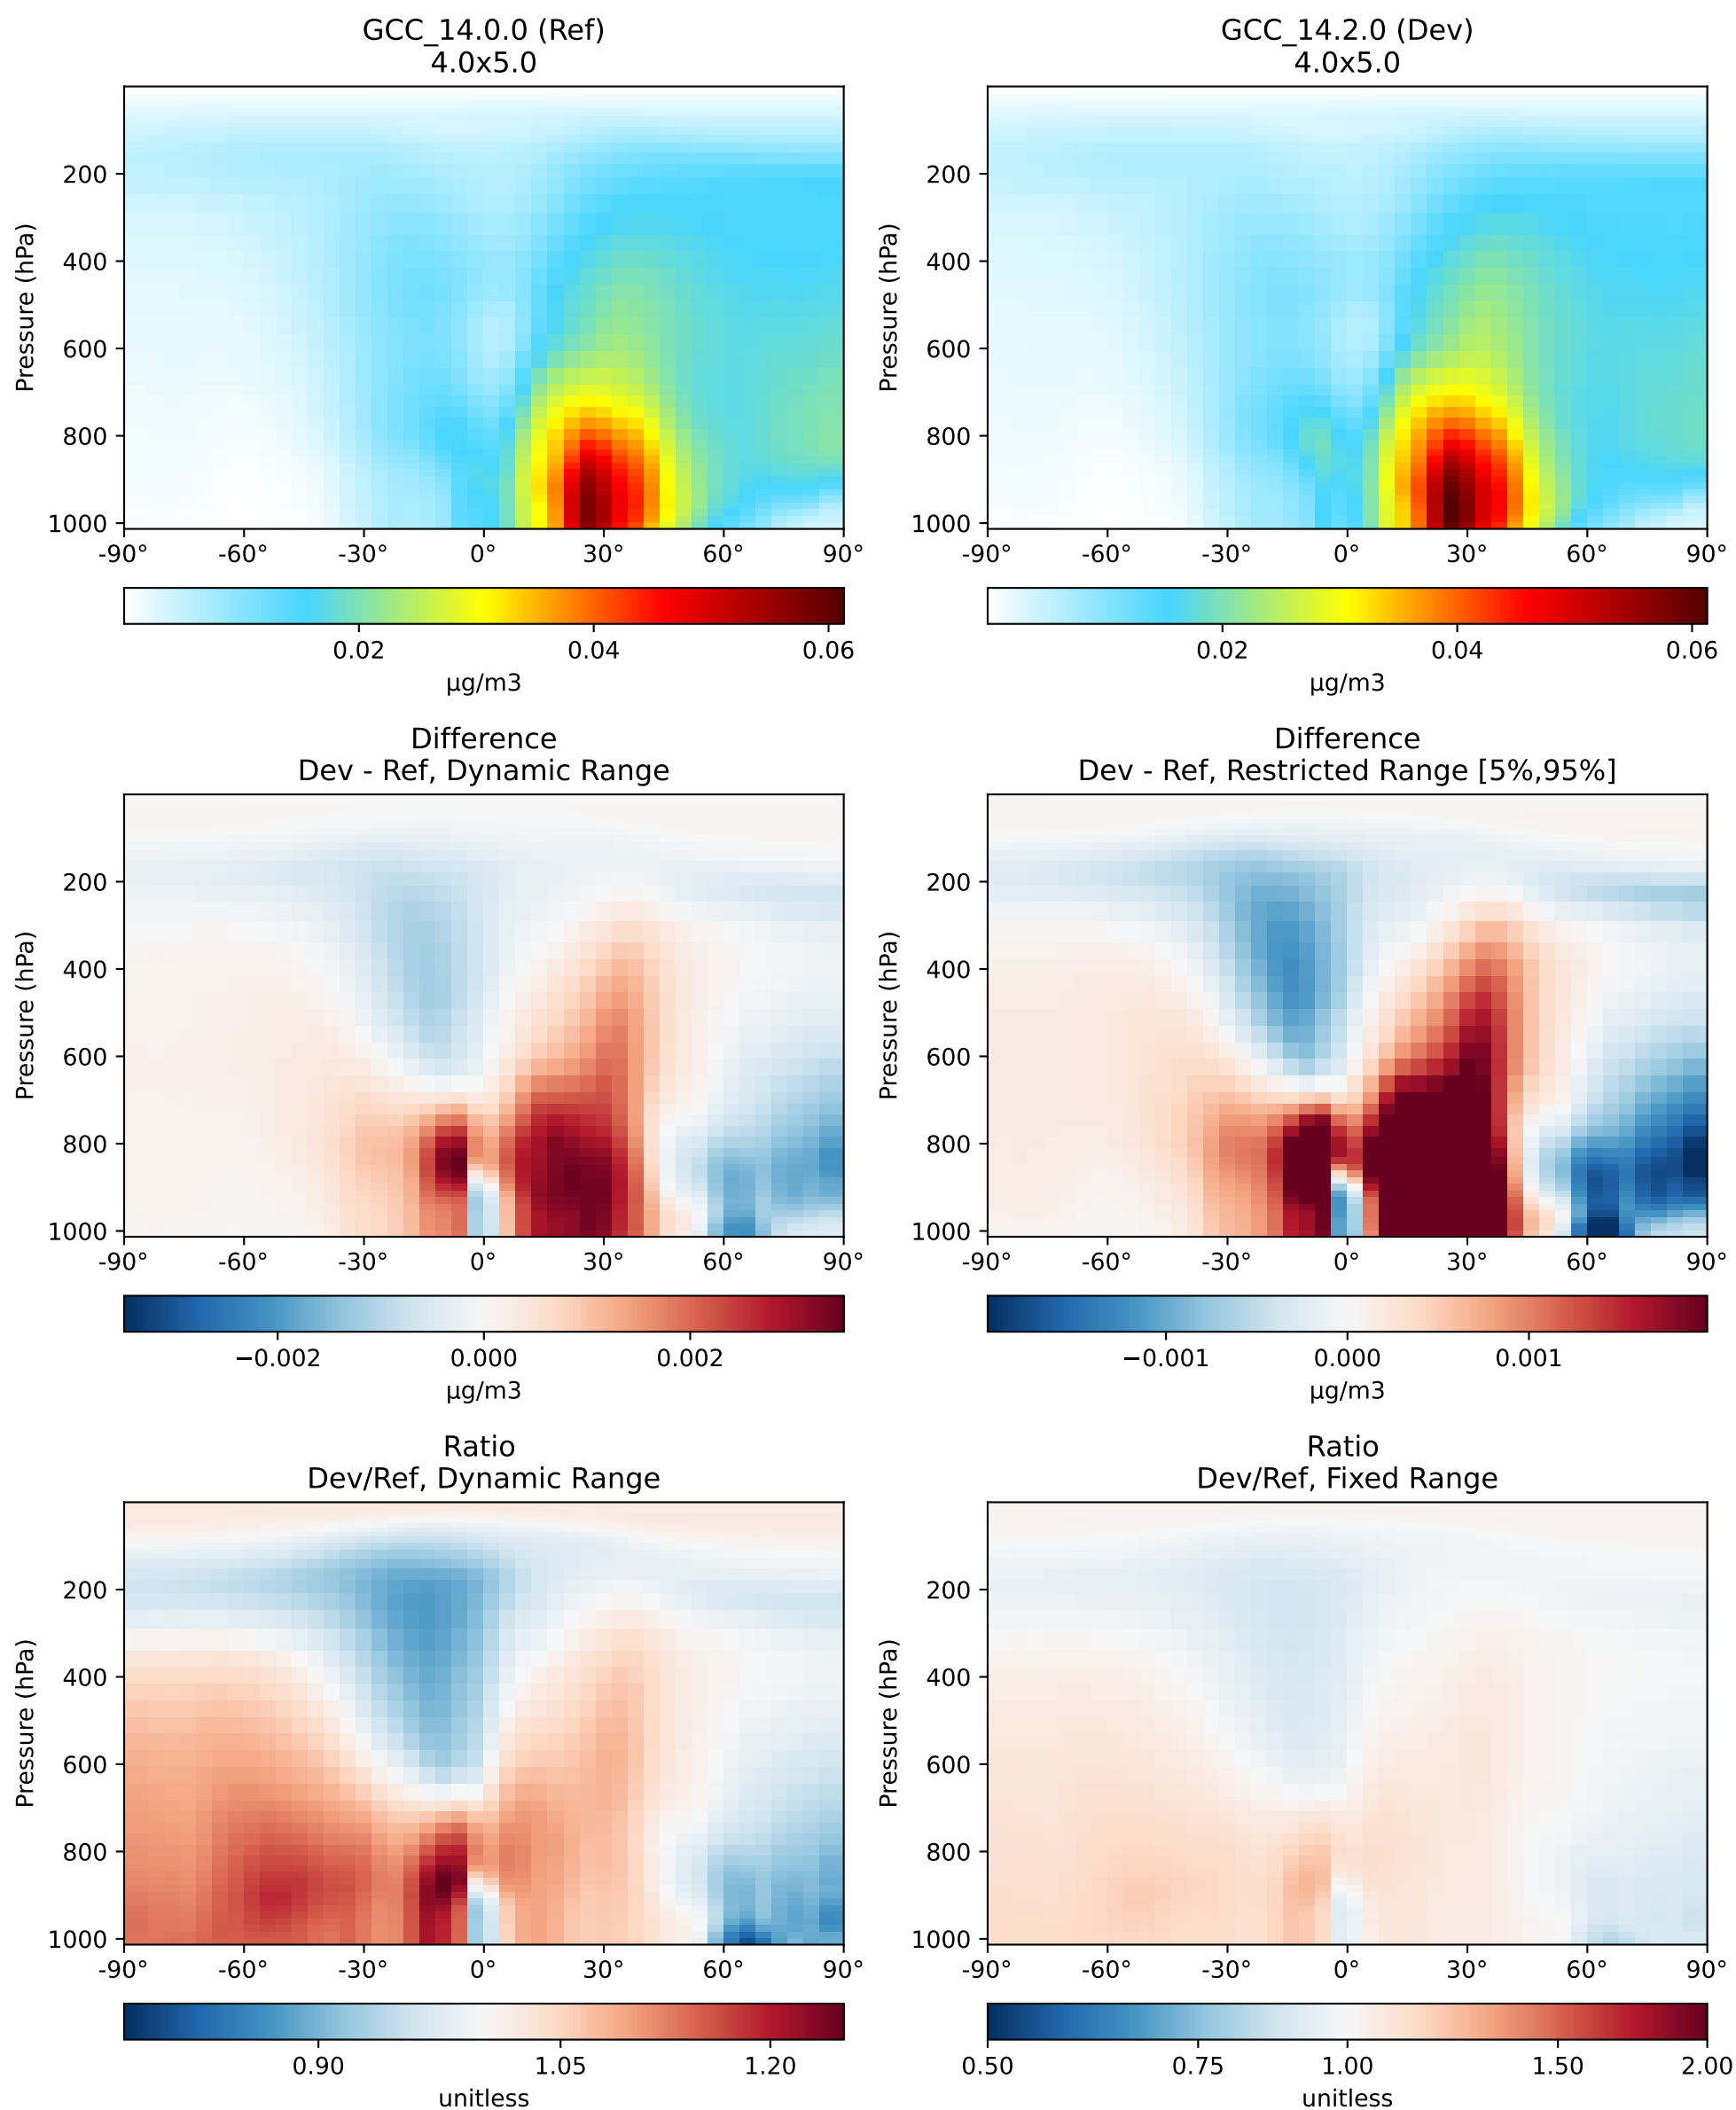 GCC_14.0.0 (Ref)
4.0x5.0
GCC_14.2.0 (Dev)
4.0x5.0
Pressure (hPa)
200
400
600
800
1000
-90° -60° -30° 0° 30° 60° 90°
0.02 0.04 0.06
µg/m3
Pressure (hPa)
200
400
600
800
1000
-90° -60° -30° 0° 30° 60° 90°
0.02 0.04 0.06
µg/m3
Difference
Dev - Ref, Dynamic Range
Difference
Dev - Ref, Restricted Range [5%,95%]
Pressure (hPa)
200
400
600
800
1000
-90° -60° -30° 0° 30° 60° 90°
−0.002 0.000 0.002
µg/m3
Pressure (hPa)
200
400
600
800
1000
-90° -60° -30° 0° 30° 60° 90°
−0.001 0.000 0.001
µg/m3
Ratio
Dev/Ref, Dynamic Range
Ratio
Dev/Ref, Fixed Range
Pressure (hPa)
200
400
600
800
1000
-90° -60° -30° 0° 30° 60° 90°
0.90 1.05 1.20
unitless
Pressure (hPa)
200
400
600
800
1000
-90° -60° -30° 0° 30° 60° 90°
0.50 0.75 1.00 1.50 2.00
unitless